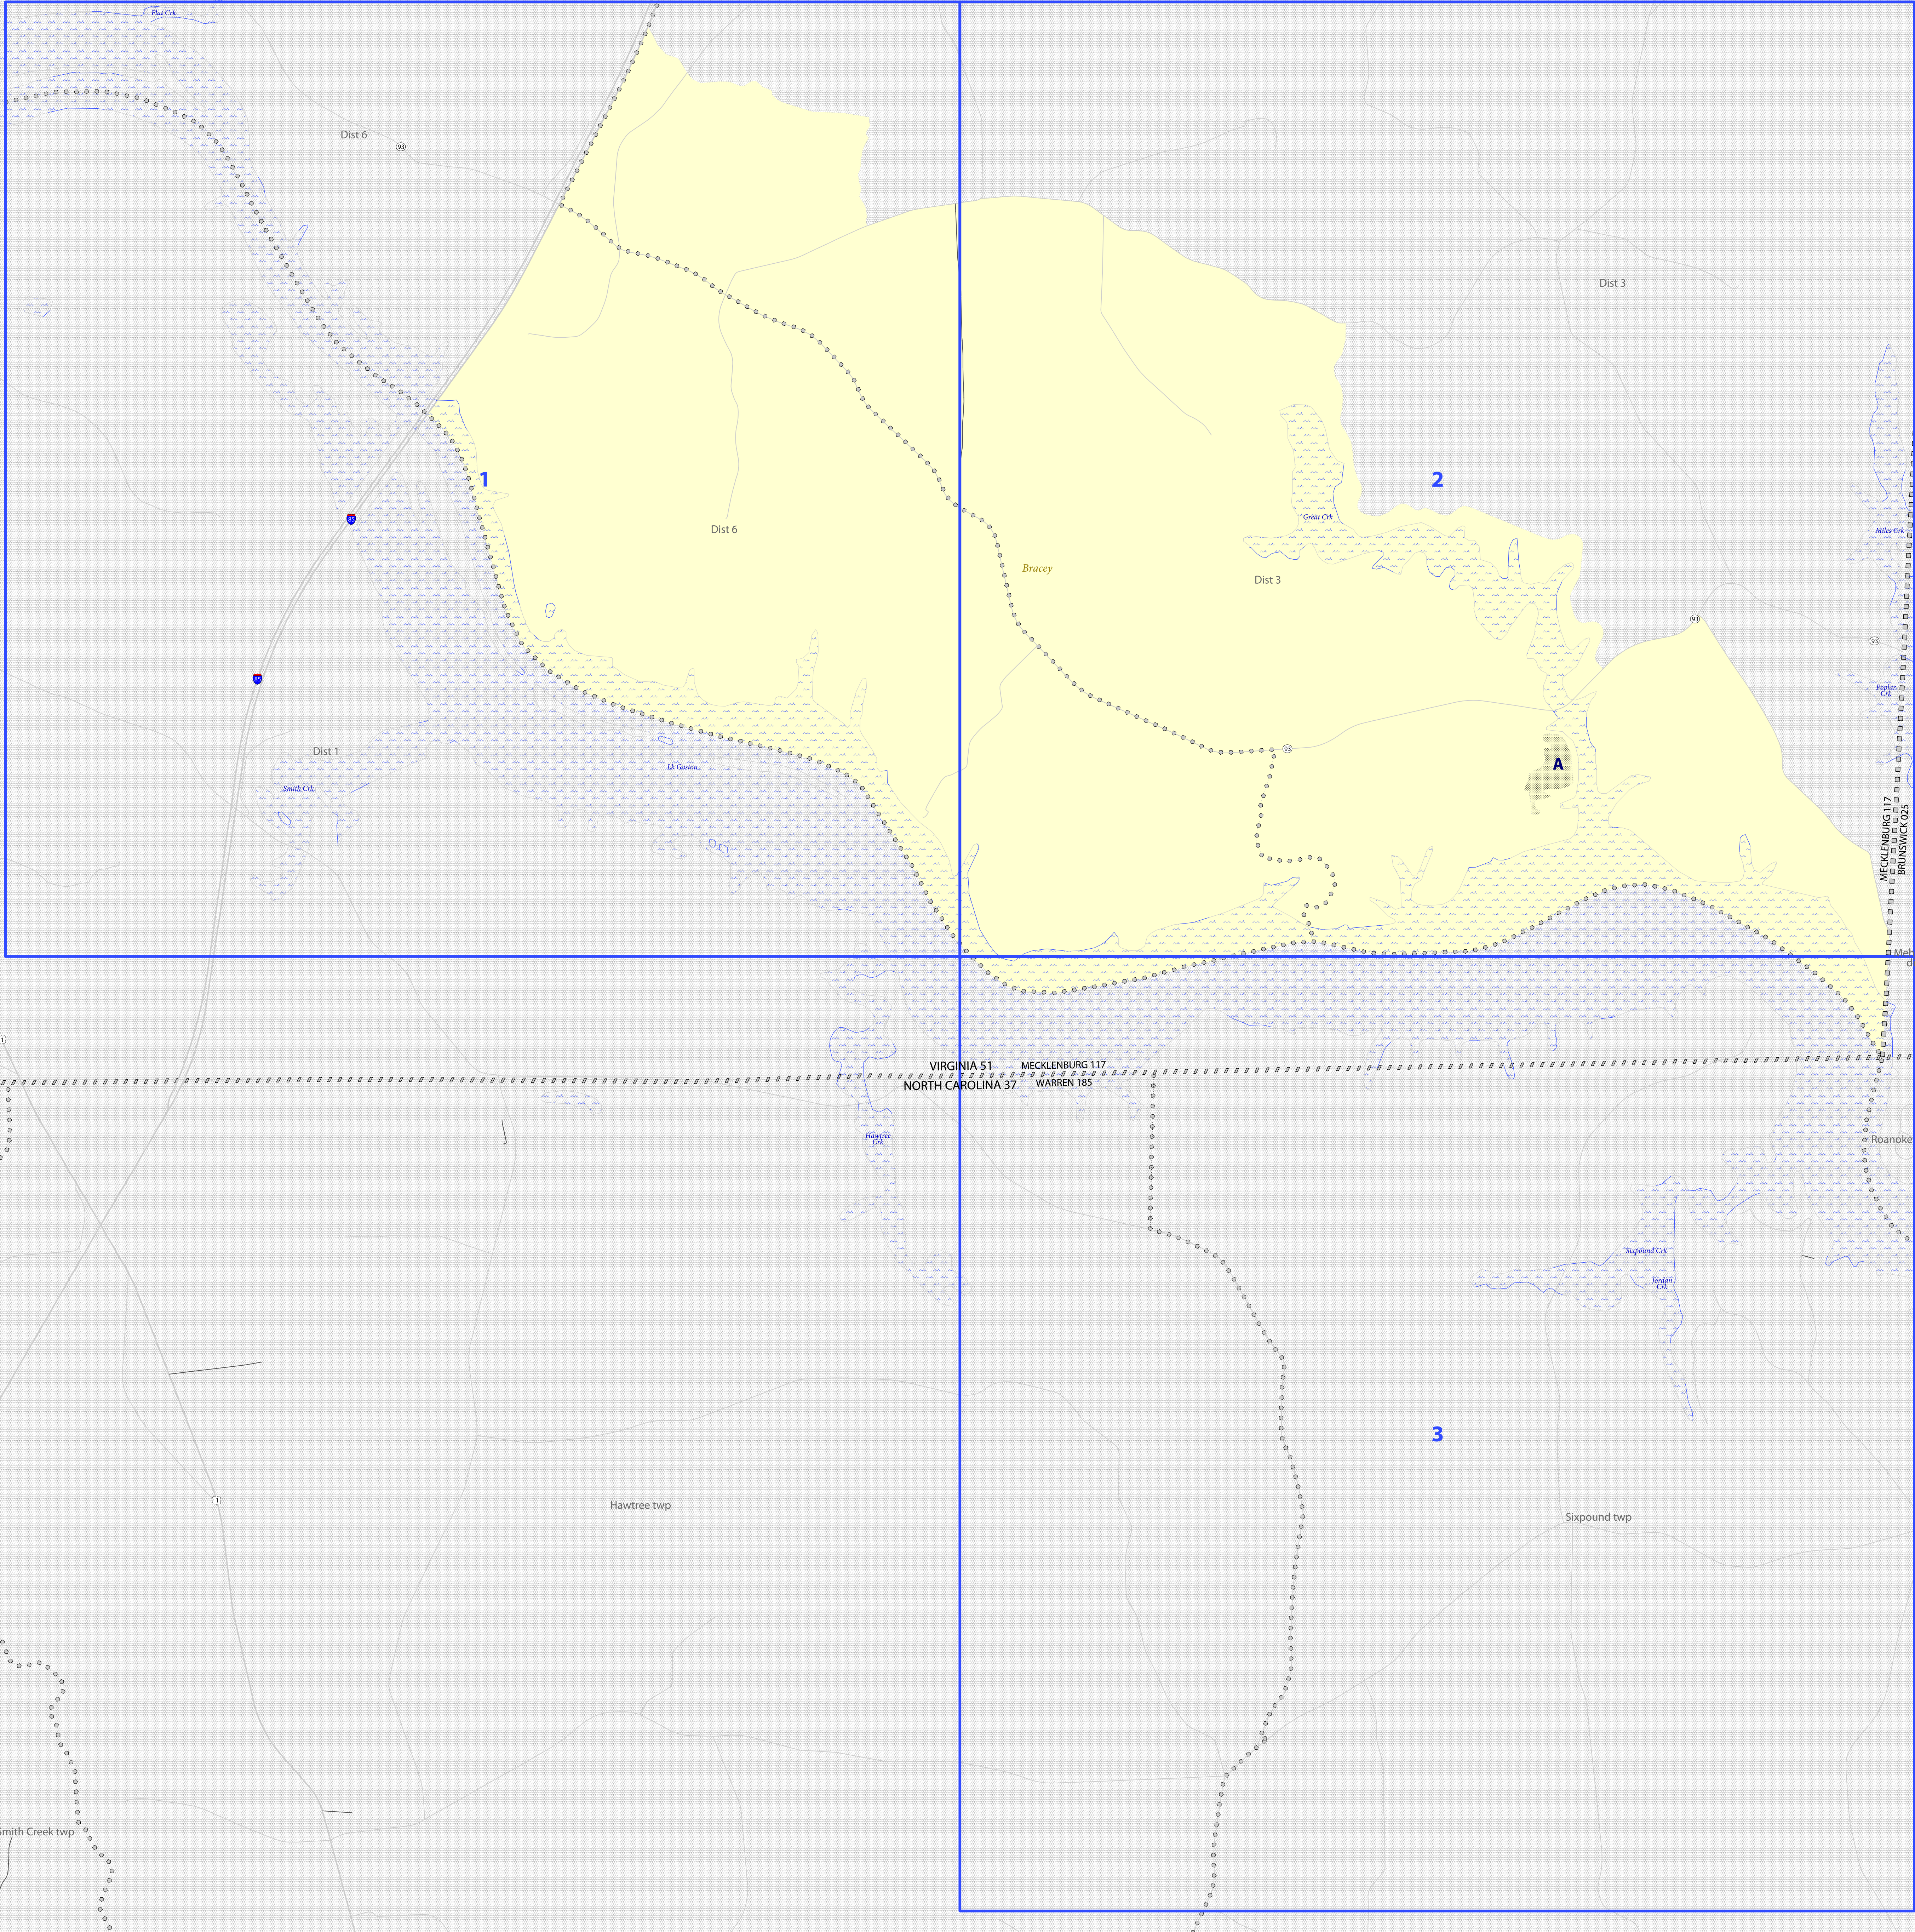 Flat Crk
Dist 6
93
Dist 3
1
2
85
Great Crk
Miles Crk
Dist 6
Bracey
Dist 3
93
93
85
Poplar
Crk
Dist 1
93
Lk Gaston
A
Smith Crk
MECKLENBURG 117
BRUNSWICK 025
1
VIRGINIA 51
MECKLENBURG 117
NORTH CAROLINA 37
WARREN 185
Hawtree
Crk
Roanoke
Sixpound Crk
Jordan
Crk
3
1
Hawtree twp
Sixpound twp
Smith Creek twp